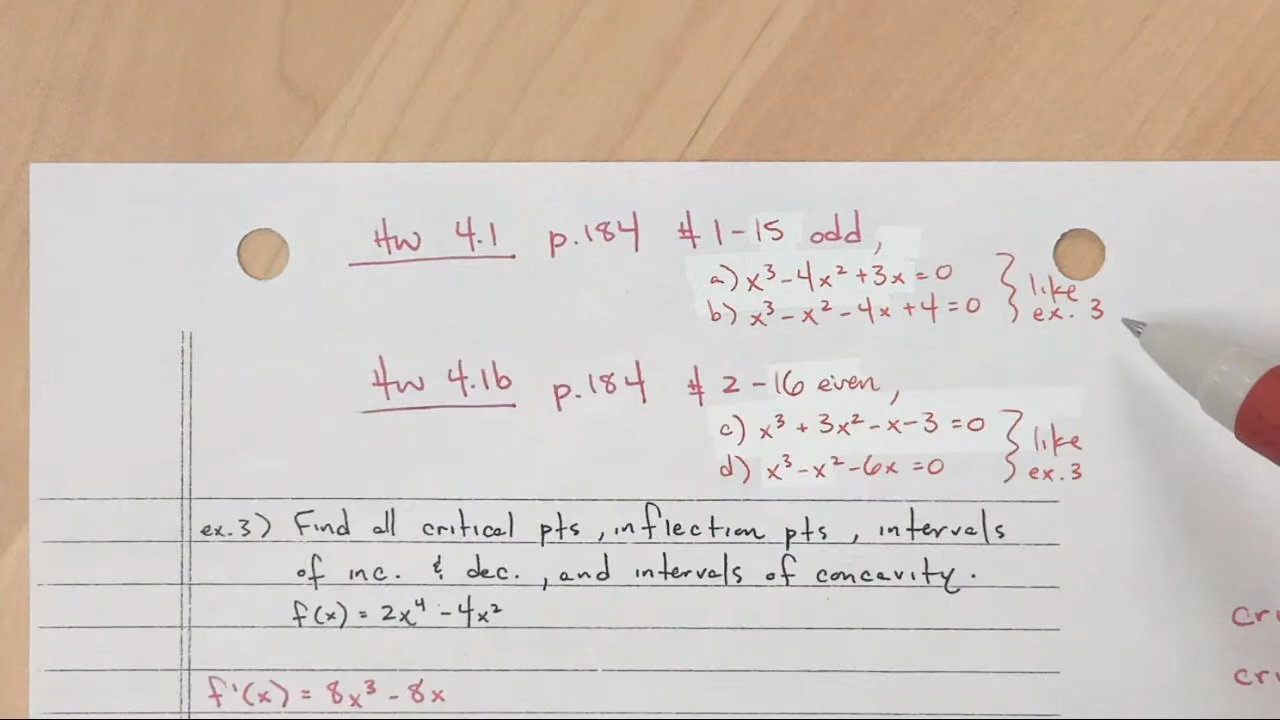 HW 4.1 p.184 # 1-15 odd,
a) x³-4x²+3x=0
b) x³-x²-4x+4=0
like
ex. 3
HW 4.1b p.184 # 2-16 even,
c) x³+3x²-x-3=0
d) x³-x²-6x=0
like
ex.3
ex.3) Find all critical pts, inflection pts, intervals
of inc. & dec., and intervals of concavity.
f(x) = 2x⁴-4x²
f'(x) = 8x³-8x